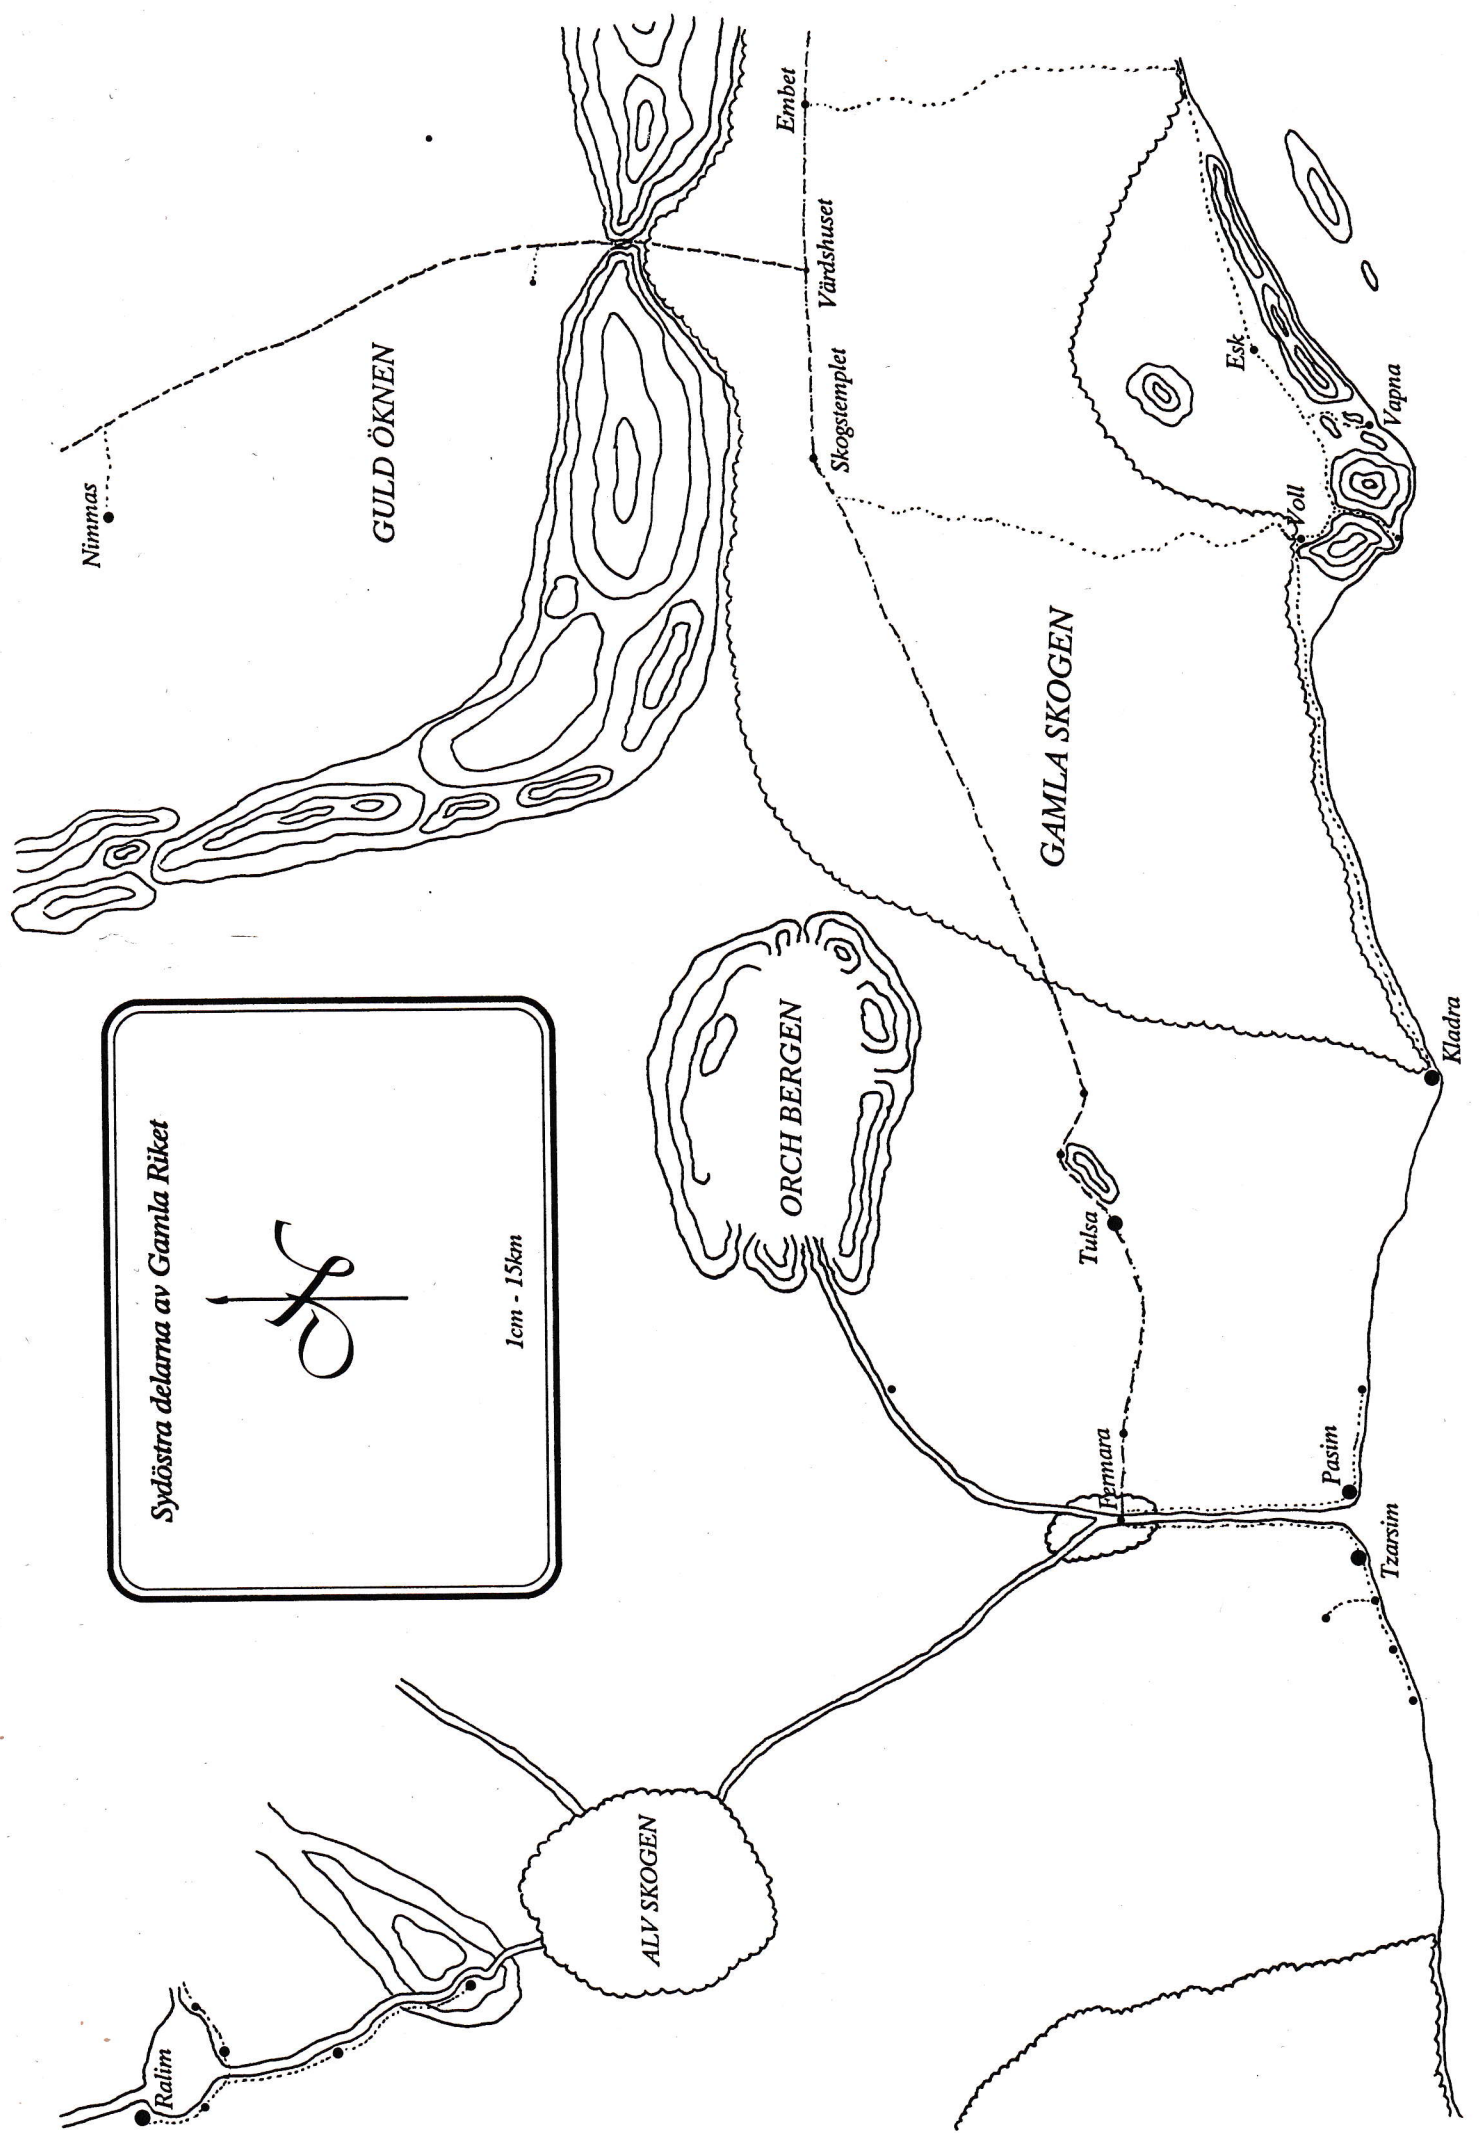 Sydöstra delarna av Gamla Riket
N
1cm - 15km
Ralim
ALV SKOGEN
ORCH BERGEN
GULD ÖKNEN
Nimmas
Embet
Värdshuset
Skogstemplet
GAMLA SKOGEN
Tulsa
Fermara
Tzarsim
Pasim
Kladra
Voll
Esk
Vapna